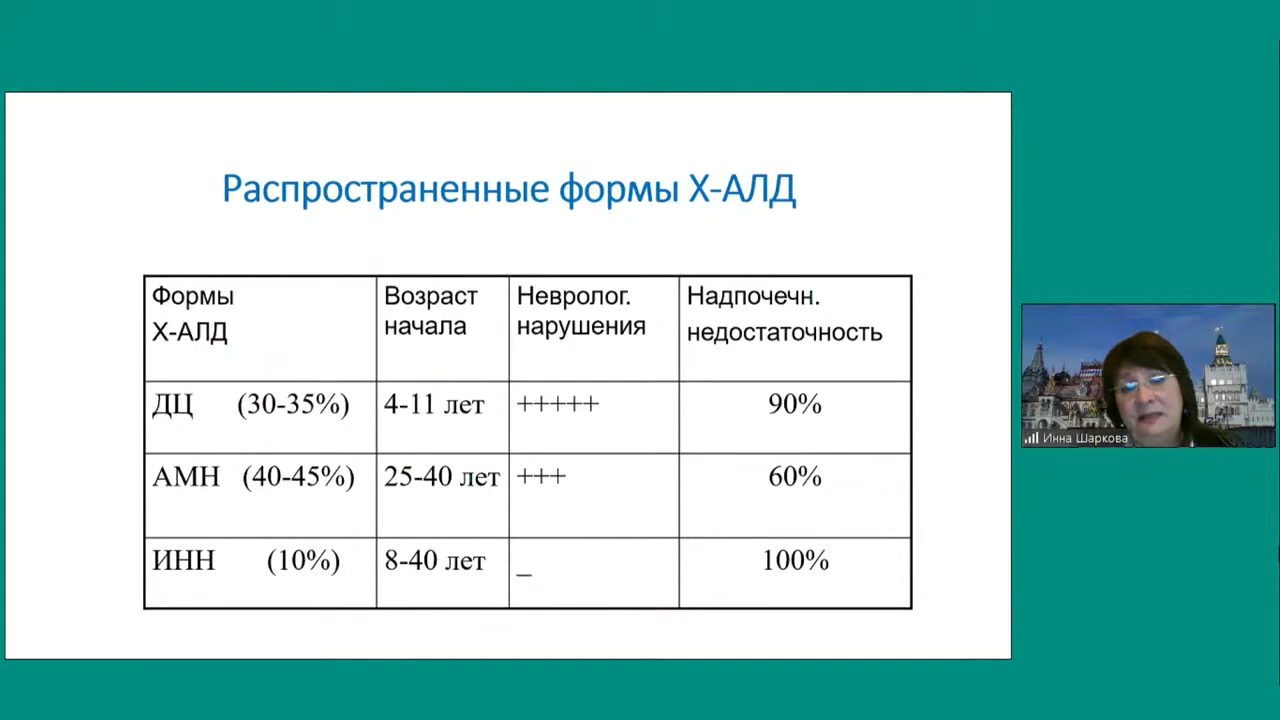 Распространенные формы Х-АЛД
Формы
Х-АЛД
Возраст
начала
Невролог.
нарушения
Надпочечн.
недостаточность
ДЦ (30-35%) 4-11 лет +++++ 90%
АМН (40-45%) 25-40 лет +++ 60%
ИНН (10%) 8-40 лет _ 100%
Инна Шаркова